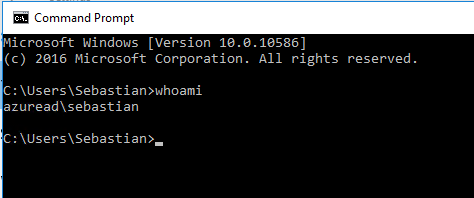 Command Prompt
Microsoft Windows [Version 10.0.10586]
(c) 2016 Microsoft Corporation. All rights reserved.
C:\Users\Sebastian>whoami
azuread\sebastian
C:\Users\Sebastian>